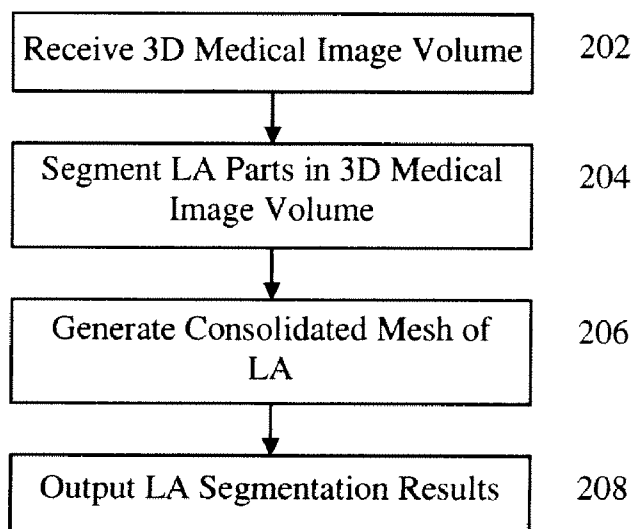 Receive 3D Medical Image Volume 202
Segment LA Parts in 3D Medical
Image Volume
204
Generate Consolidated Mesh of
LA
206
Output LA Segmentation Results 208